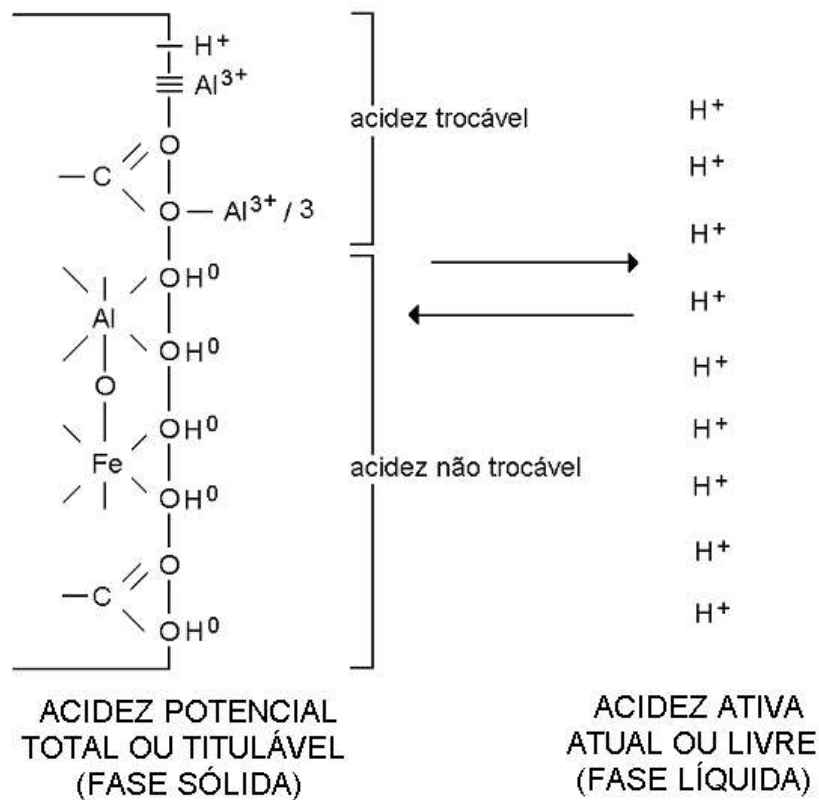 H⁺
Al³⁺
acidez trocável
O
C
O
Al³⁺ / 3
OH⁰
Al
OH⁰
O
OH⁰
Fe
acidez não trocável
OH⁰
O
C
OH⁰
H⁺
H⁺
H⁺
H⁺
H⁺
H⁺
H⁺
H⁺
H⁺
ACIDEZ POTENCIAL
TOTAL OU TITULÁVEL
(FASE SÓLIDA)
ACIDEZ ATIVA
ATUAL OU LIVRE
(FASE LÍQUIDA)